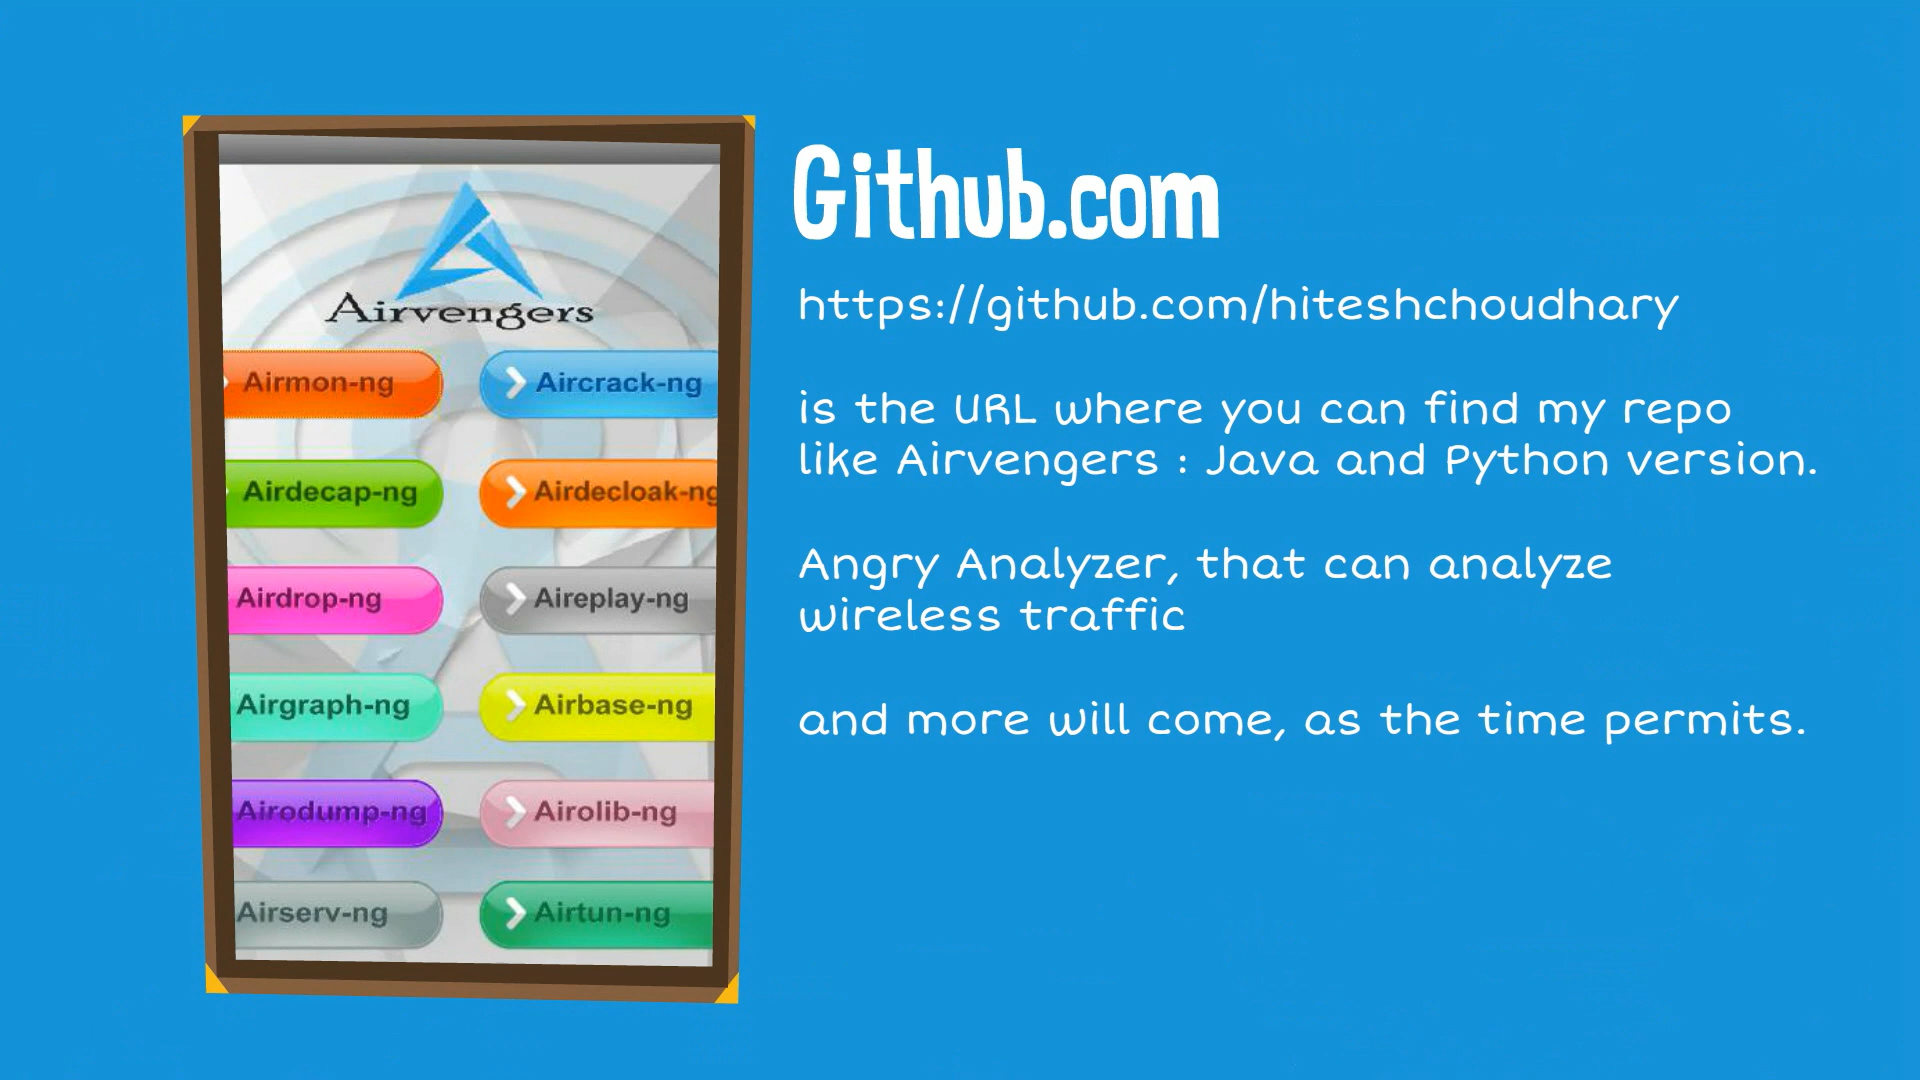 Airvengers
Airmon-ng
Aircrack-ng
Airdecap-ng
Airdecloak-ng
Airdrop-ng
Aireplay-ng
Airgraph-ng
Airbase-ng
Airodump-ng
Airolib-ng
Airserv-ng
Airtun-ng
Github.com
https://github.com/hiteshchoudhary
is the URL where you can find my repo
like Airvengers : Java and Python version.
Angry Analyzer, that can analyze
wireless traffic
and more will come, as the time permits.